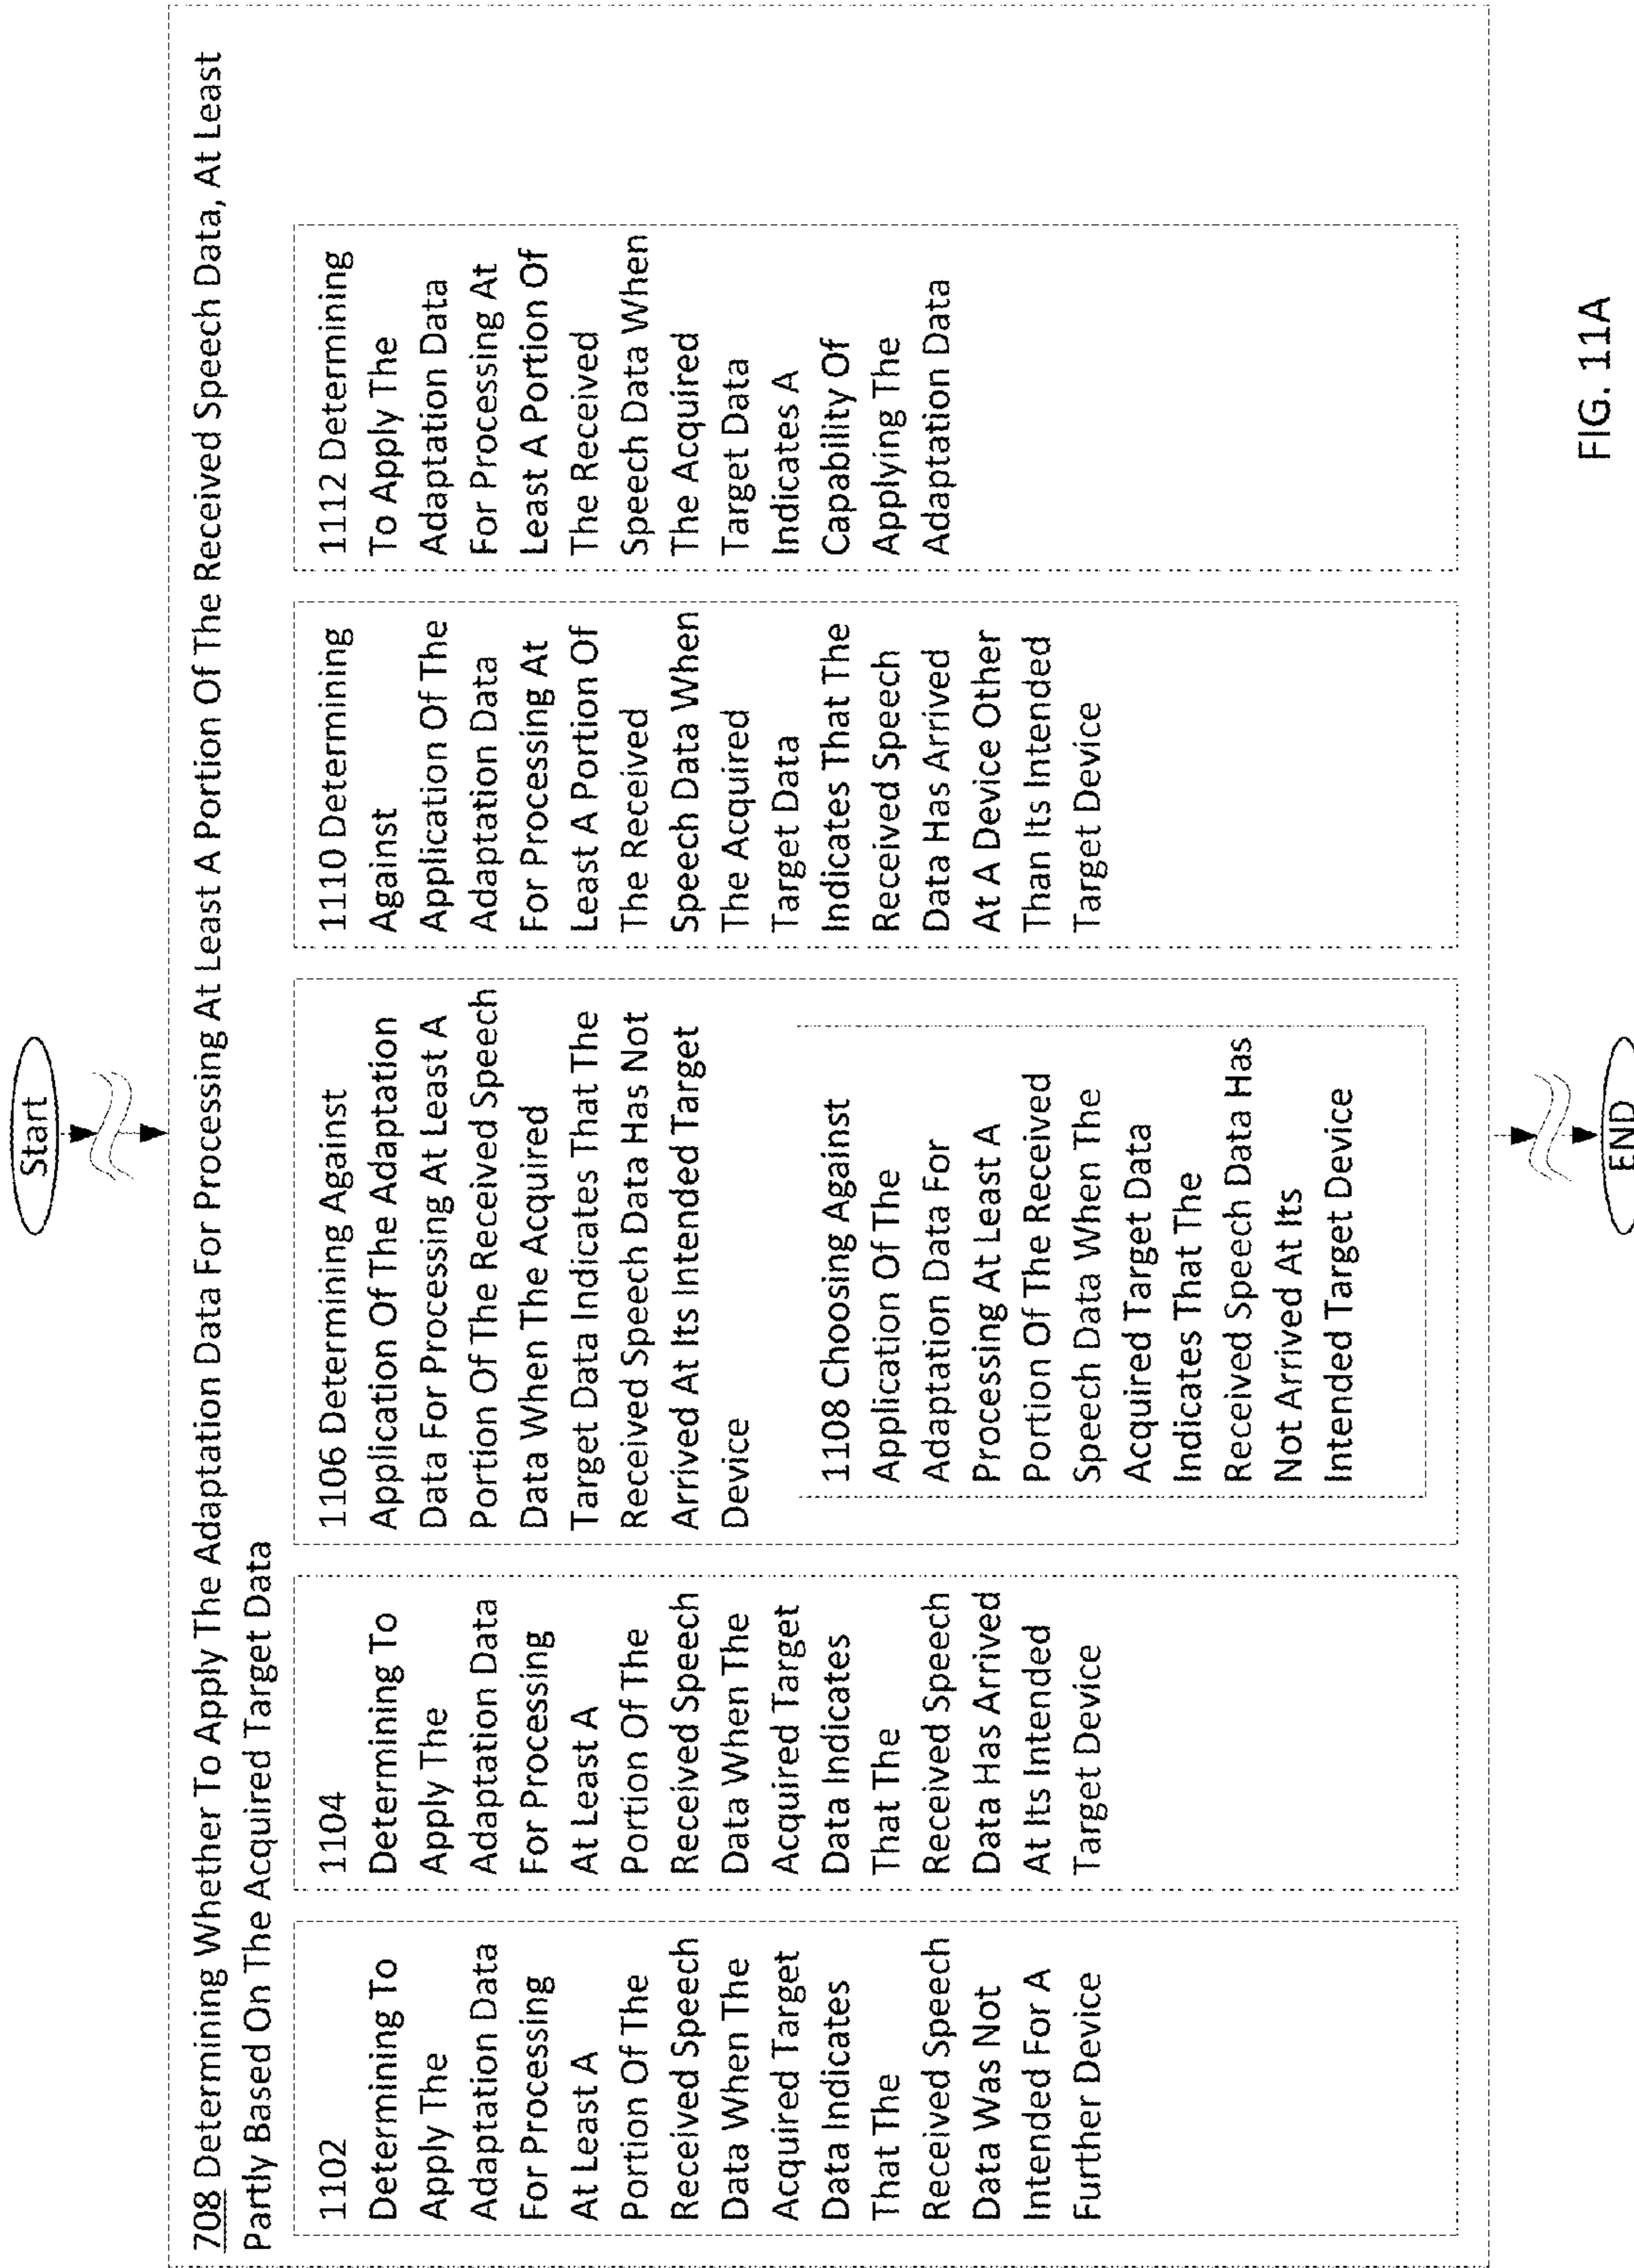 Start
708 Determining Whether To Apply The Adaptation Data For Processing At Least A Portion Of The Received Speech Data, At Least
Partly Based On The Acquired Target Data
1102
Determining To
Apply The
Adaptation Data
For Processing
At Least A
Portion Of The
Received Speech
Data When The
Acquired Target
Data Indicates
That The
Received Speech
Data Was Not
Intended For A
Further Device
1104
Determining To
Apply The
Adaptation Data
For Processing
At Least A
Portion Of The
Received Speech
Data When The
Acquired Target
Data Indicates
That The
Received Speech
Data Has Arrived
At Its Intended
Target Device
1106 Determining Against
Application Of The Adaptation
Data For Processing At Least A
Portion Of The Received Speech
Data When The Acquired
Target Data Indicates That The
Received Speech Data Has Not
Arrived At Its Intended Target
Device
1108 Choosing Against
Application Of The
Adaptation Data For
Processing At Least A
Portion Of The Received
Speech Data When The
Acquired Target Data
Indicates That The
Received Speech Data Has
Not Arrived At Its
Intended Target Device
1110 Determining
Against
Application Of The
Adaptation Data
For Processing At
Least A Portion Of
The Received
Speech Data When
The Acquired
Target Data
Indicates That The
Received Speech
Data Has Arrived
At A Device Other
Than Its Intended
Target Device
1112 Determining
To Apply The
Adaptation Data
For Processing At
Least A Portion Of
The Received
Speech Data When
The Acquired
Target Data
Indicates A
Capability Of
Applying The
Adaptation Data
END
FIG. 11A